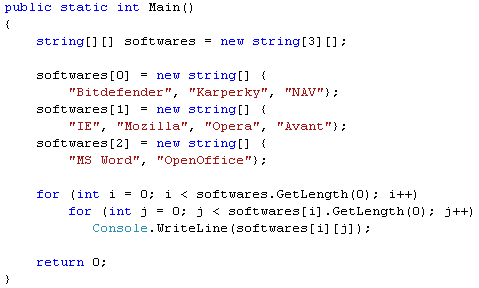 public static int Main()
{
    string[][] softwares = new string[3][];

    softwares[0] = new string[] {
        "Bitdefender", "Karperky", "NAV"};
    softwares[1] = new string[] {
        "IE", "Mozilla", "Opera", "Avant"};
    softwares[2] = new string[] {
        "MS Word", "OpenOffice"};

    for (int i = 0; i < softwares.GetLength(0); i++)
        for (int j = 0; j < softwares[i].GetLength(0); j++)
           Console.WriteLine(softwares[i][j]);

    return 0;
}